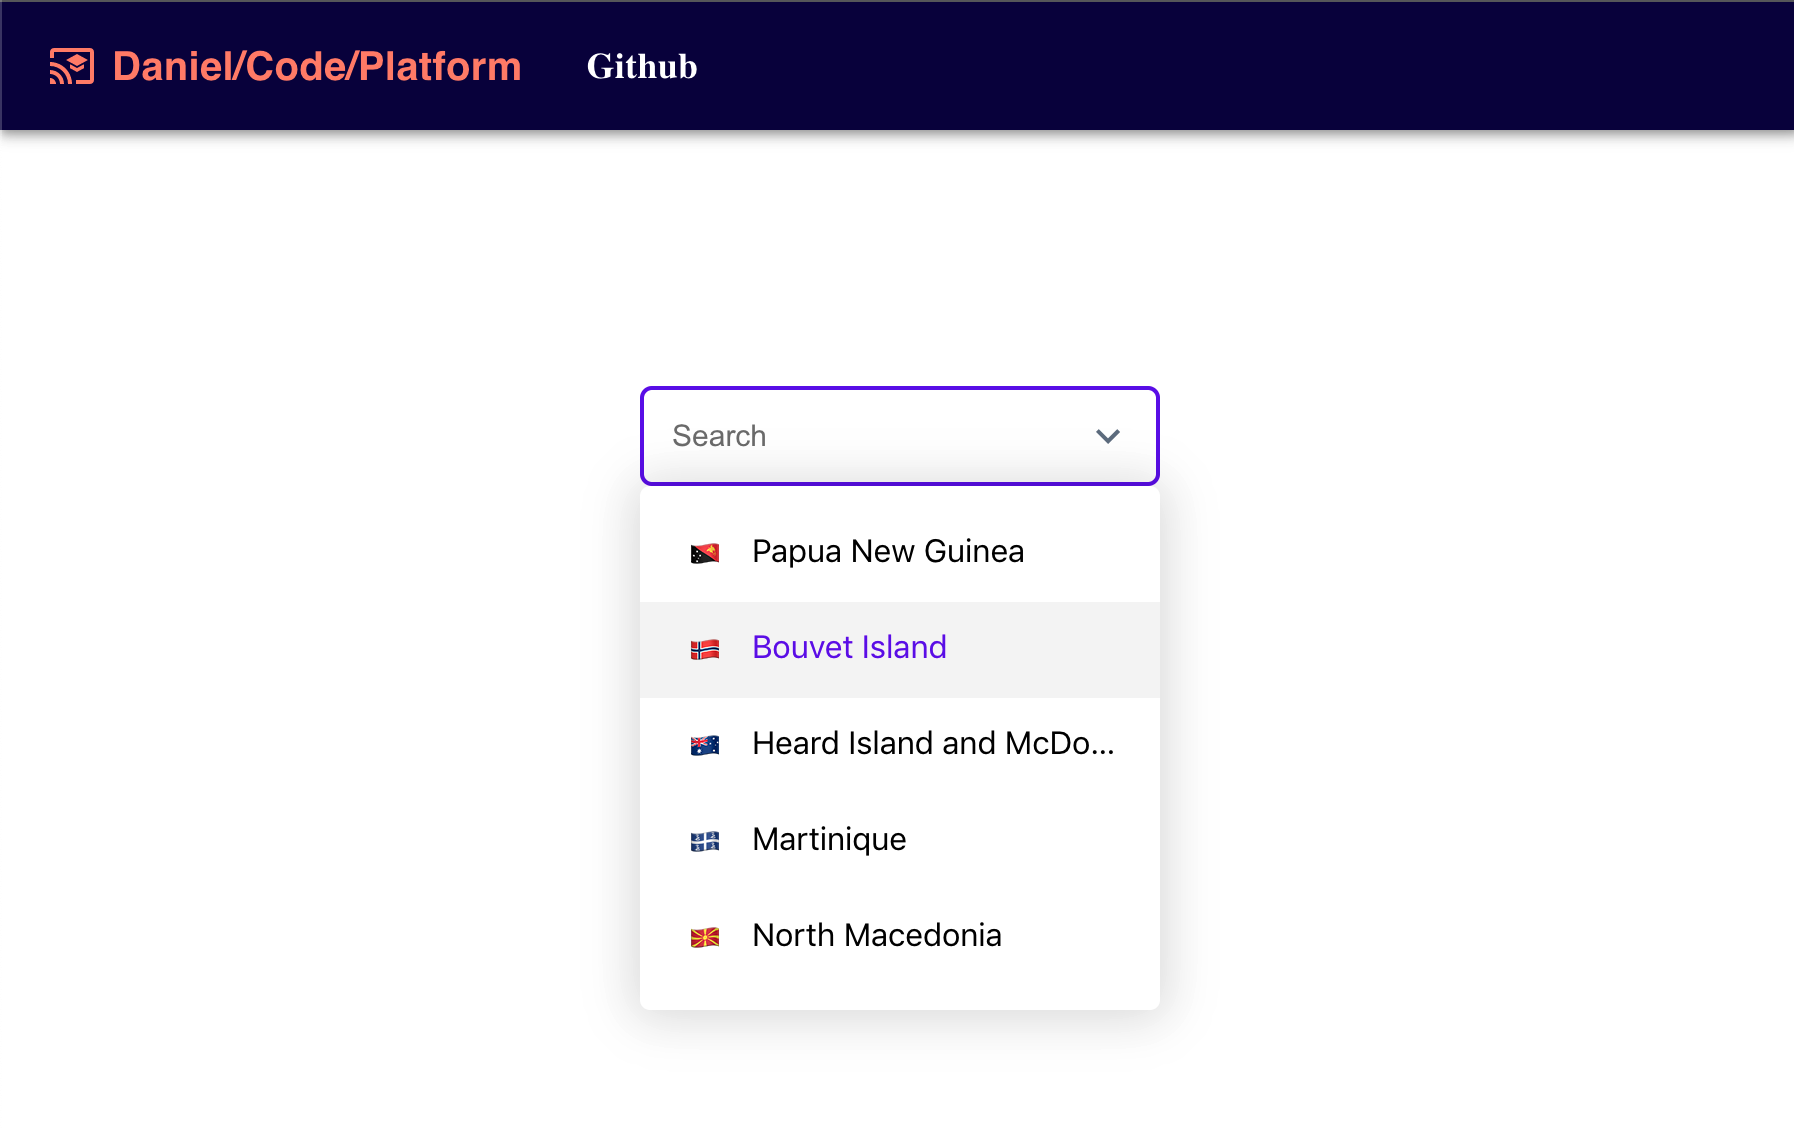 Daniel/Code/Platform
Github
Search
Papua New Guinea
Bouvet Island
Heard Island and McDo...
Martinique
North Macedonia